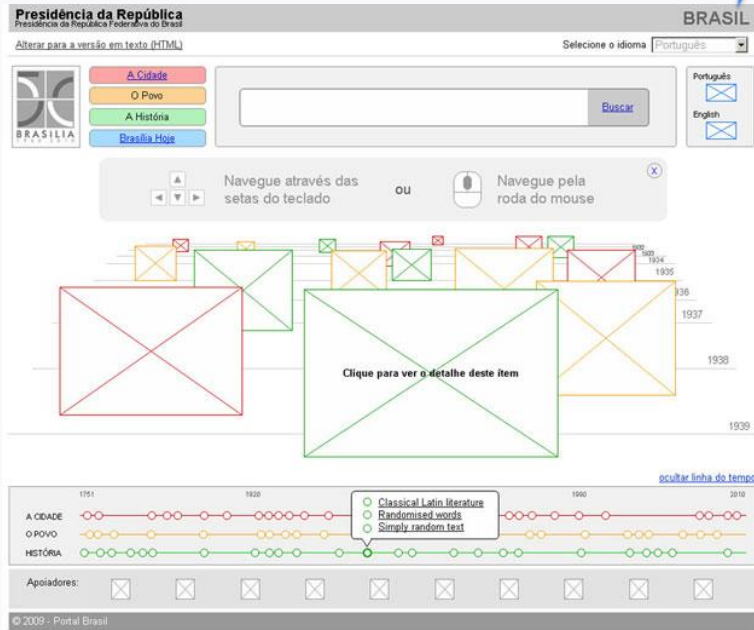 Presidência da República
Presidência da República Federativa do Brasil
BRASIL
Alterar para a versão em texto (HTML)
Selecione o idioma
Português
BRASÍLIA
A Cidade
O Povo
A História
Brasília Hoje
Buscar
Português
English
Navegue através das
setas do teclado
ou
Navegue pela
roda do mouse
X
1934
1935
1936
1937
1938
1939
Clique para ver o detalhe deste ítem
ocultar linha do tempo
1751
1920
1990
2010
A CIDADE
O POVO
HISTÓRIA
Classical Latin literature
Randomised words
Simply random text
Apoiadores:
© 2009 - Portal Brasil